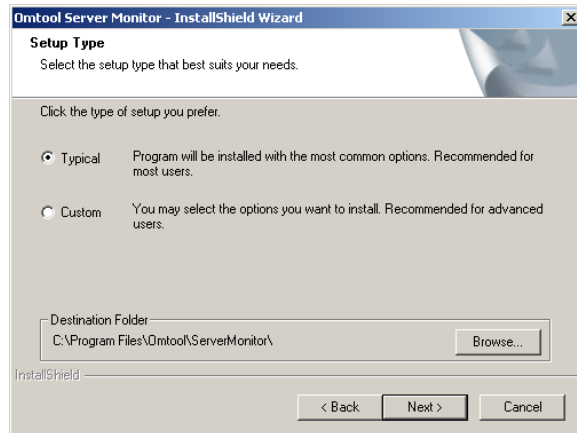 Omtool Server Monitor - InstallShield Wizard
Setup Type
Select the setup type that best suits your needs.
Click the type of setup you prefer.
Typical
Program will be installed with the most common options. Recommended for
most users.
Custom
You may select the options you want to install. Recommended for advanced
users.
Destination Folder
C:\Program Files\Omtool\ServerMonitor\
Browse...
InstallShield
< Back
Next >
Cancel